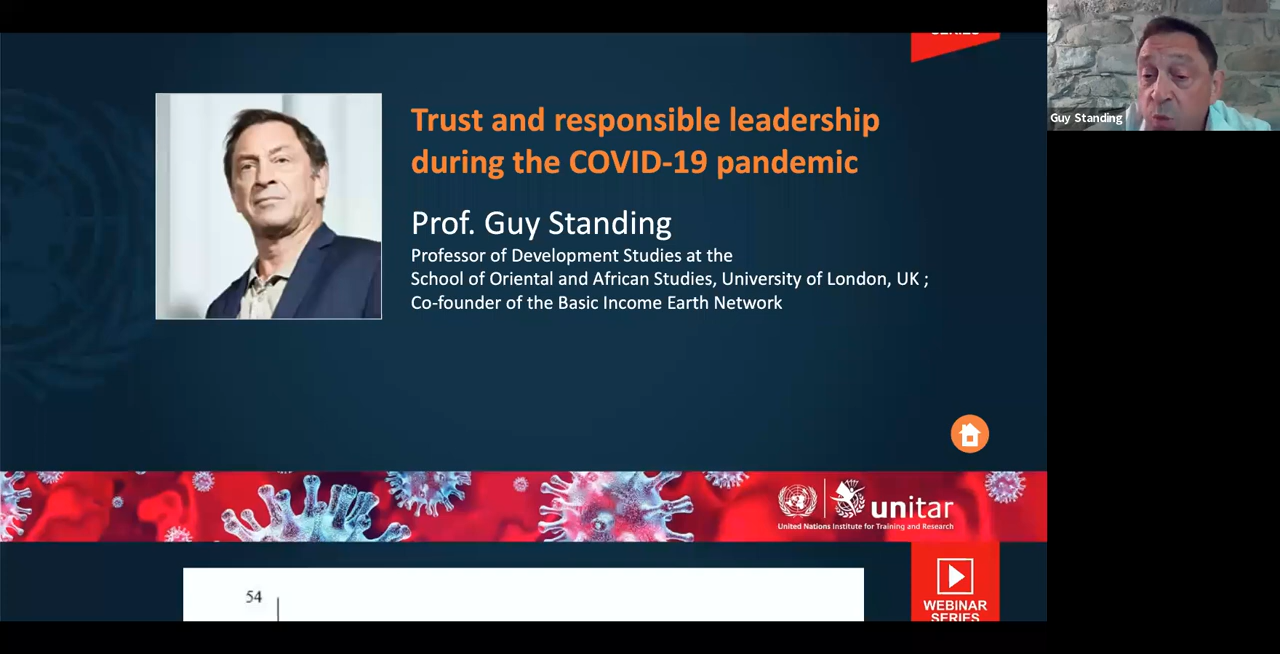 SERIES
Guy Standing
Trust and responsible leadership
during the COVID-19 pandemic
Prof. Guy Standing
Professor of Development Studies at the
School of Oriental and African Studies, University of London, UK ;
Co-founder of the Basic Income Earth Network
unitar
United Nations Institute for Training and Research
54
WEBINAR
SERIES